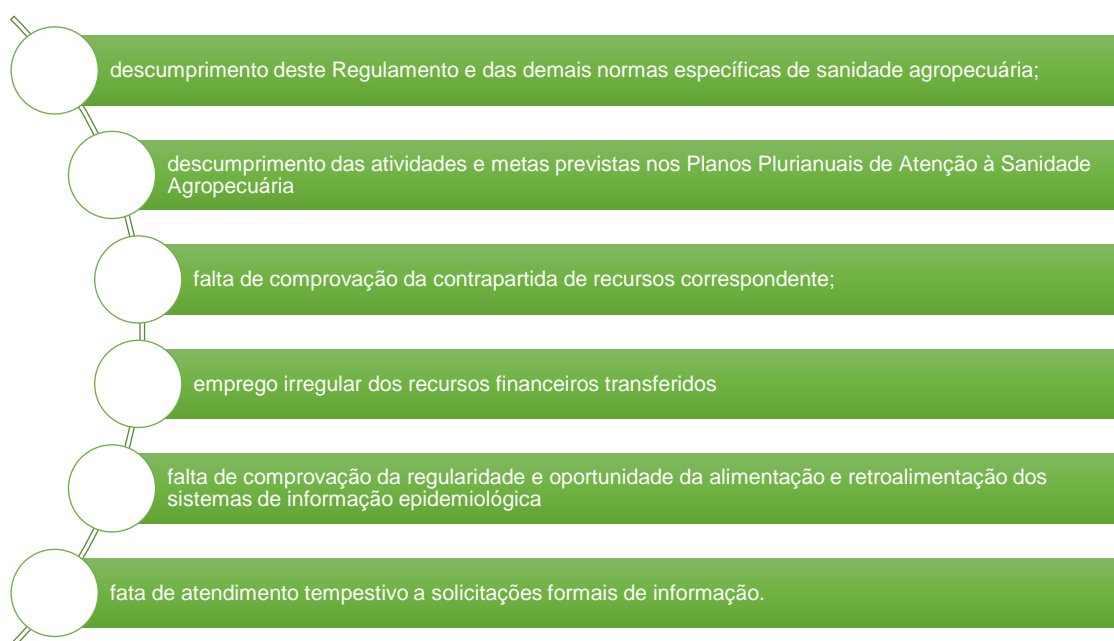 descumprimento deste Regulamento e das demais normas específicas de sanidade agropecuária;
descumprimento das atividades e metas previstas nos Planos Plurianuais de Atenção à Sanidade
Agropecuária
falta de comprovação da contrapartida de recursos correspondente;
emprego irregular dos recursos financeiros transferidos
falta de comprovação da regularidade e oportunidade da alimentação e retroalimentação dos
sistemas de informação epidemiológica
fata de atendimento tempestivo a solicitações formais de informação.